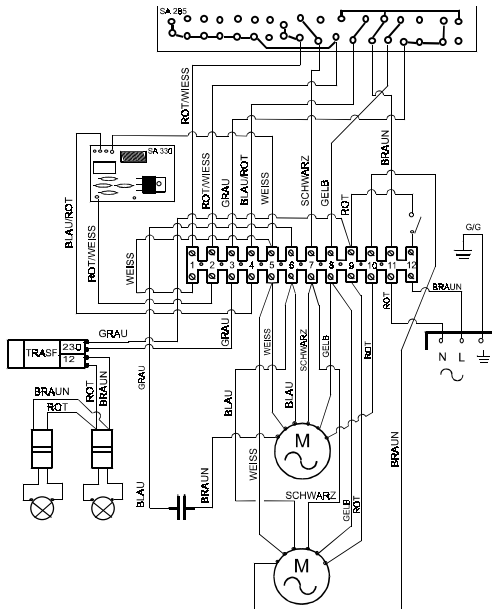 SA 285
ROT/WEISS
BRAUN
SA 330
ROT/WEISS
GRAU
BLAU/ROT
WEISS
SCHWARZ
GELB
ROT
BLAU/ROT
ROT/WEISS
WEISS
G/G
1 2 3 4 5 6 7 8 9 10 11 12
ROT
BRAUN
GRAU
TRASF.
230
12
GRAU
WEISS
BLAU
SCHWARZ
GELB
ROT
N L
GRAU
BRAUN
ROT
ROT
BRAUN
BLAU
M
WEISS
BRAUN
BLAU
BRAUN
SCHWARZ
GELB
ROT
M